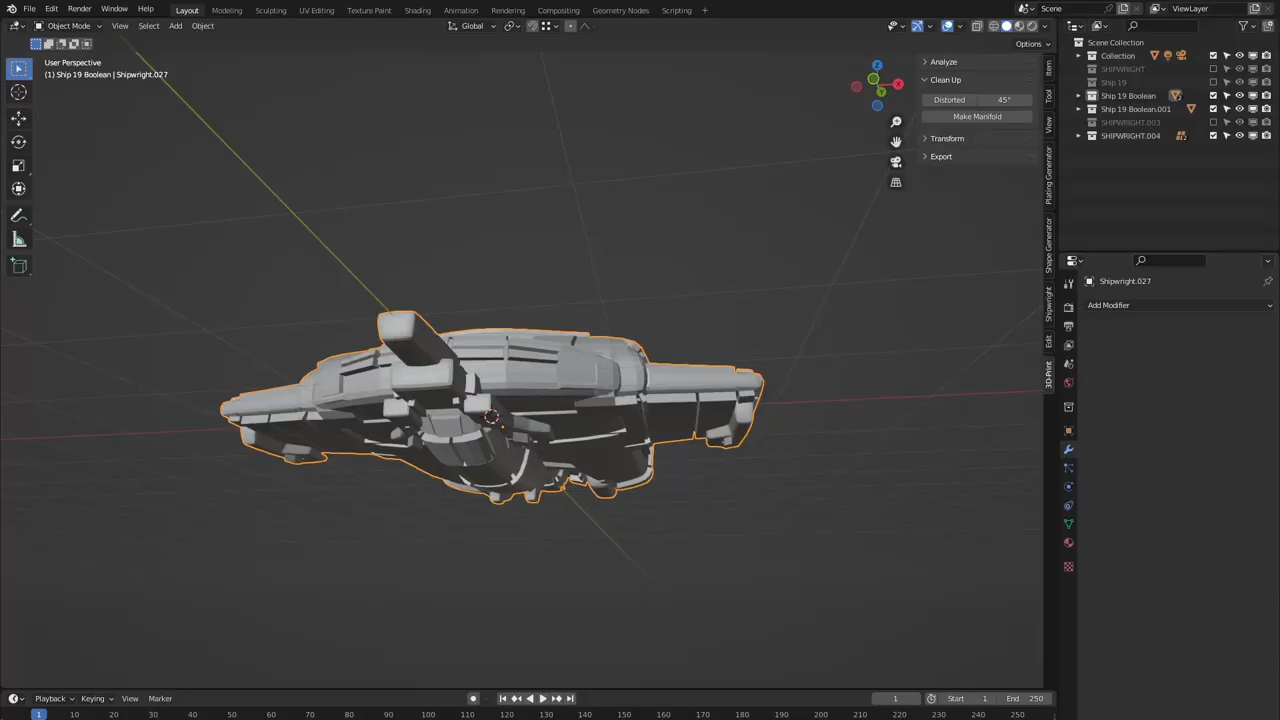 File Edit Render Window Help Layout Modeling Sculpting UV Editing Texture Paint Shading Animation Rendering Compositing Geometry Nodes Scripting + Scene ViewLayer
Object Mode View Select Add Object Global
Options
User Perspective
(1) Ship 19 Boolean | Shipwright.027
Z
X
Y
Analyze
Clean Up
Distorted 45°
Make Manifold
Transform
Export
Item
Tool
View
Plating Generator
Shape Generator
Shipwright
Edit
3D-Print
Scene Collection
Collection
SHIPWRIGHT
Ship 19
Ship 19 Boolean
Ship 19 Boolean.001
SHIPWRIGHT.003
SHIPWRIGHT.004
Shipwright.027
Add Modifier
Playback Keying View Marker 1 Start 1 End 250
1 10 20 30 40 50 60 70 80 90 100 110 120 130 140 150 160 170 180 190 200 210 220 230 240 250